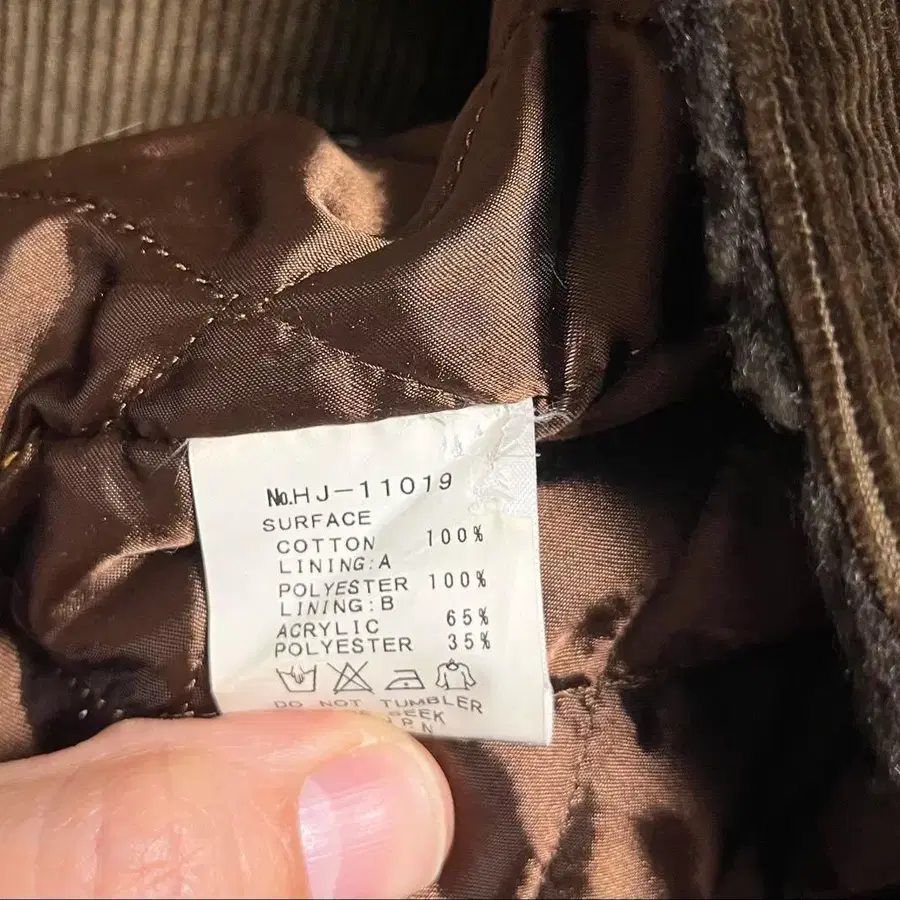 No.HJ-11019
SURFACE
COTTON 100%
LINING:A
POLYESTER 100%
LINING:B
ACRYLIC 65%
POLYESTER 35%
DO NOT TUMBLER